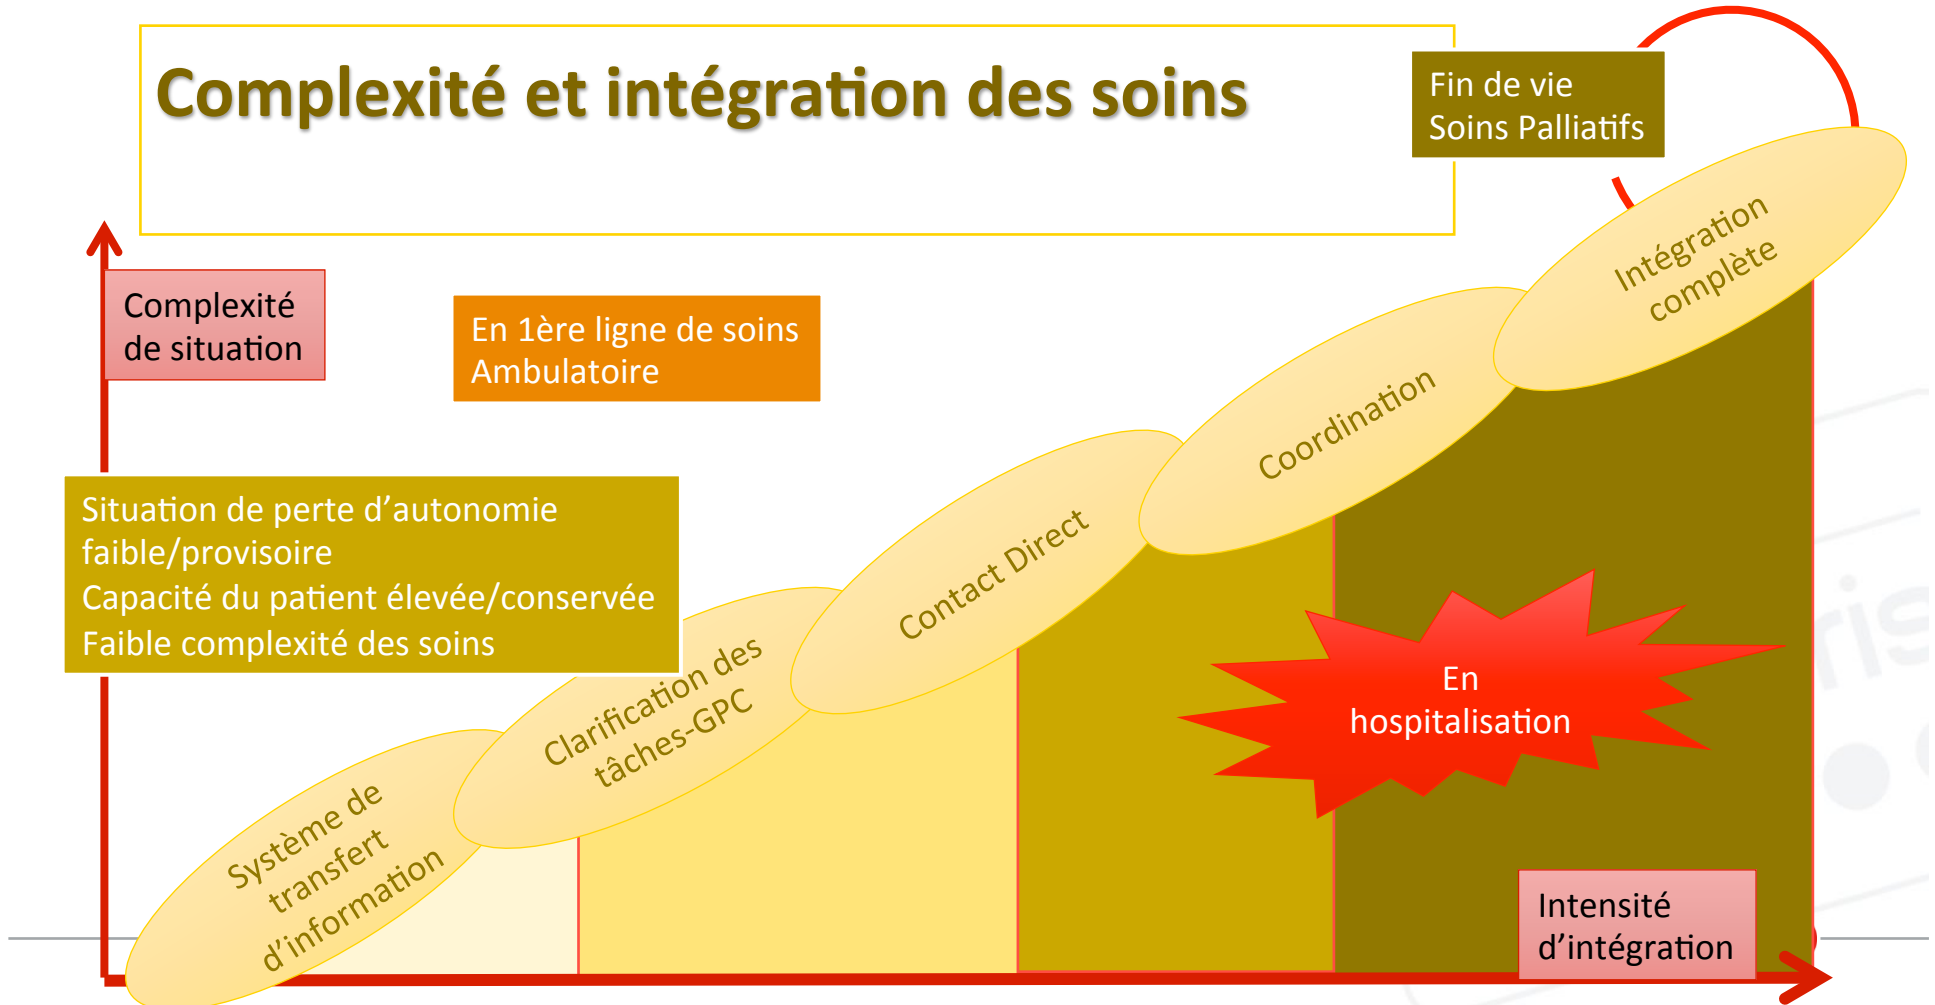 Complexité et intégration des soins
Fin de vie
Soins Palliatifs
Intégration
complète
Complexité
de situation
En 1ère ligne de soins
Ambulatoire
Coordination
Situation de perte d’autonomie
faible/provisoire
Capacité du patient élevée/conservée
Faible complexité des soins
Contact Direct
Clarification des
tâches-GPC
En
hospitalisation
Système de
transfert
d’information
Intensité
d’intégration
ris